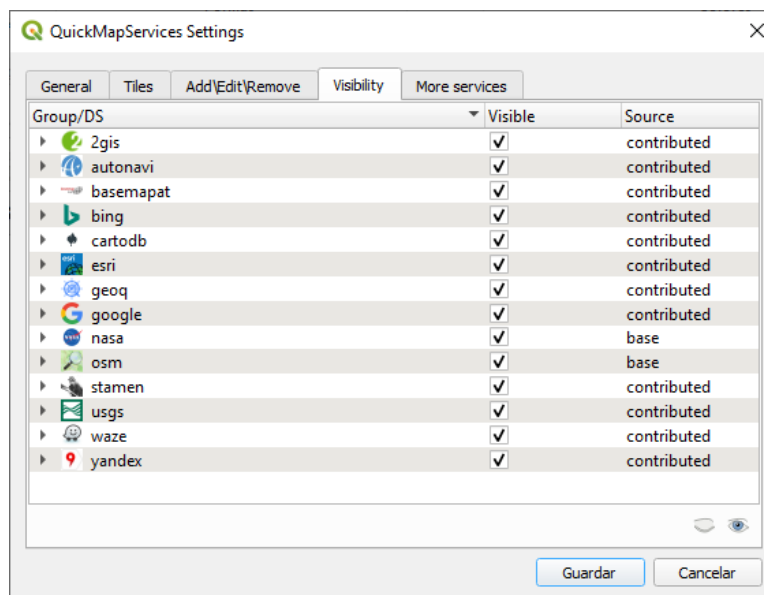 QuickMapServices Settings
General Tiles Add\Edit\Remove Visibility More services
Group/DS Visible Source
2gis contributed
autonavi contributed
basemapat contributed
bing contributed
cartodb contributed
esri contributed
geoq contributed
google contributed
nasa base
osm base
stamen contributed
usgs contributed
waze contributed
yandex contributed
Guardar Cancelar